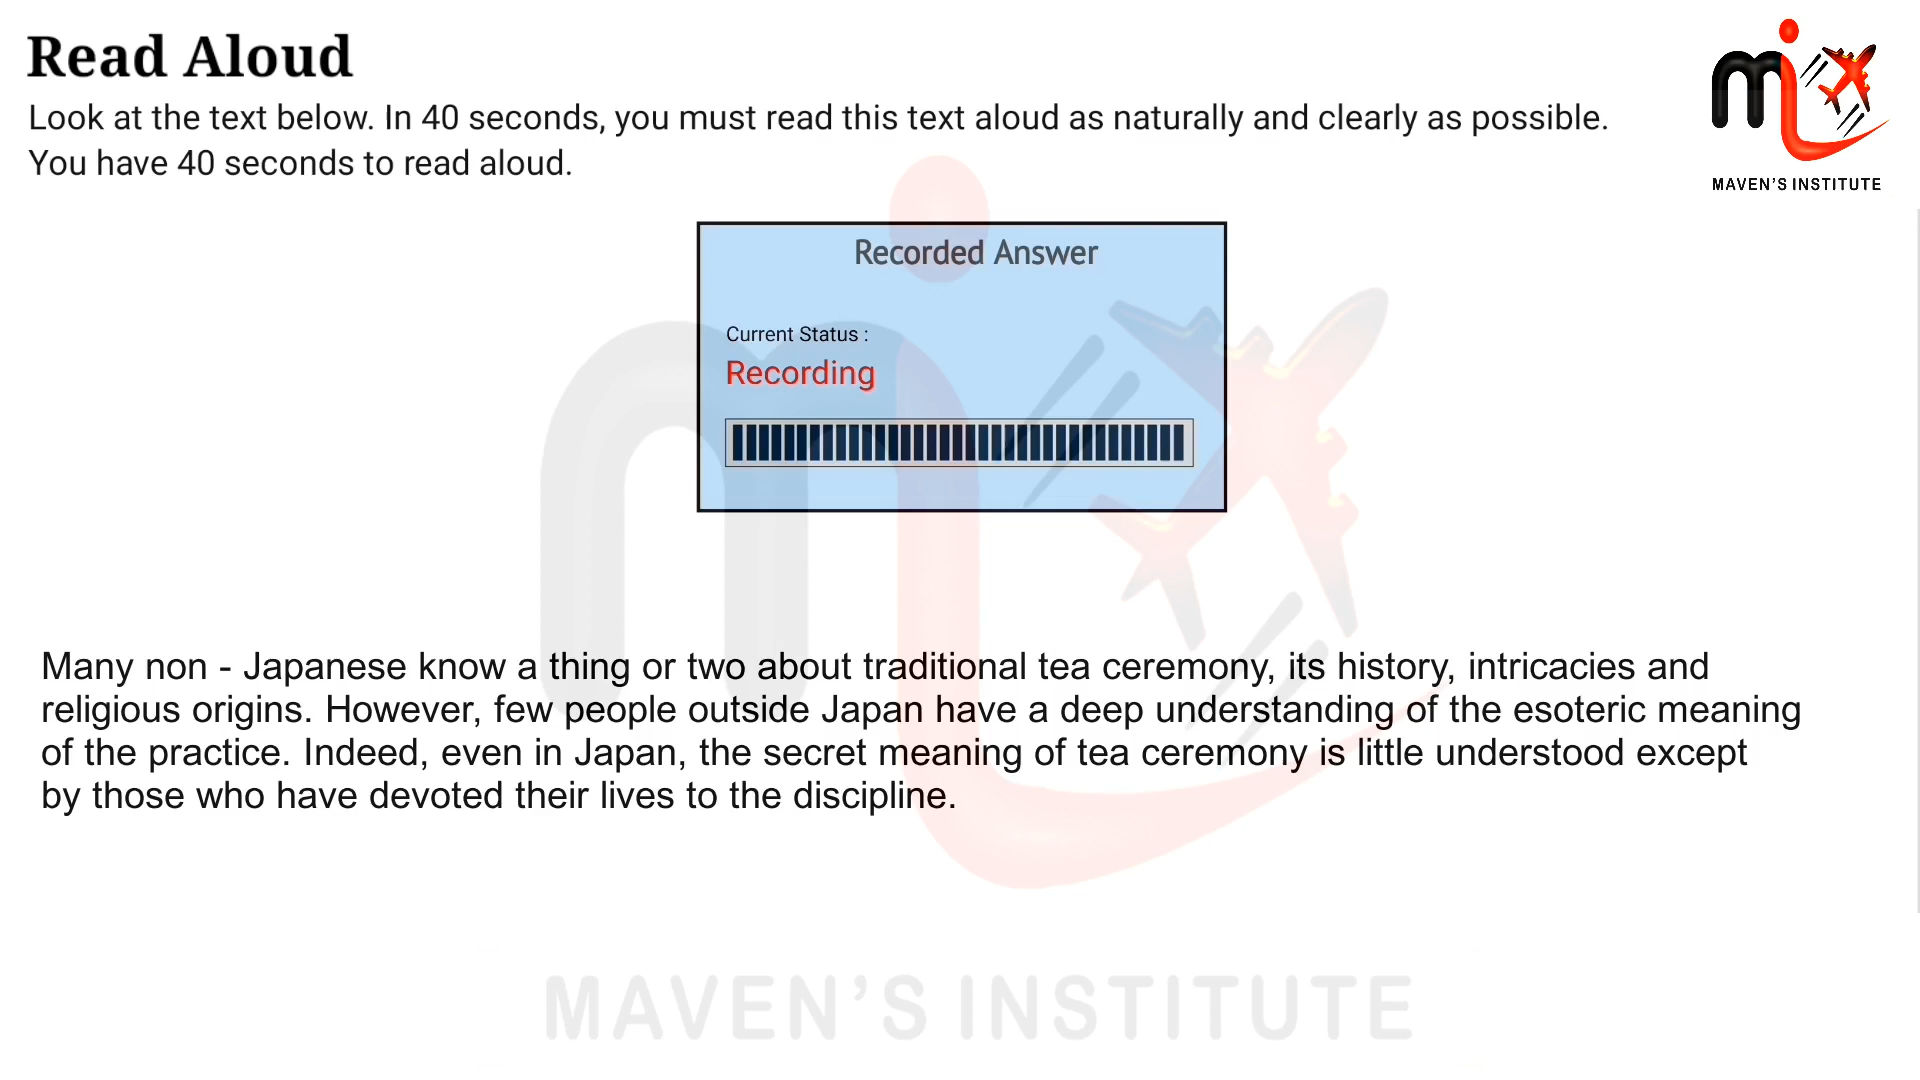 Read Aloud
Look at the text below. In 40 seconds, you must read this text aloud as naturally and clearly as possible.
You have 40 seconds to read aloud.
MAVEN'S INSTITUTE
Recorded Answer
Current Status :
Recording
Many non - Japanese know a thing or two about traditional tea ceremony, its history, intricacies and
religious origins. However, few people outside Japan have a deep understanding of the esoteric meaning
of the practice. Indeed, even in Japan, the secret meaning of tea ceremony is little understood except
by those who have devoted their lives to the discipline.
MAVEN'S INSTITUTE